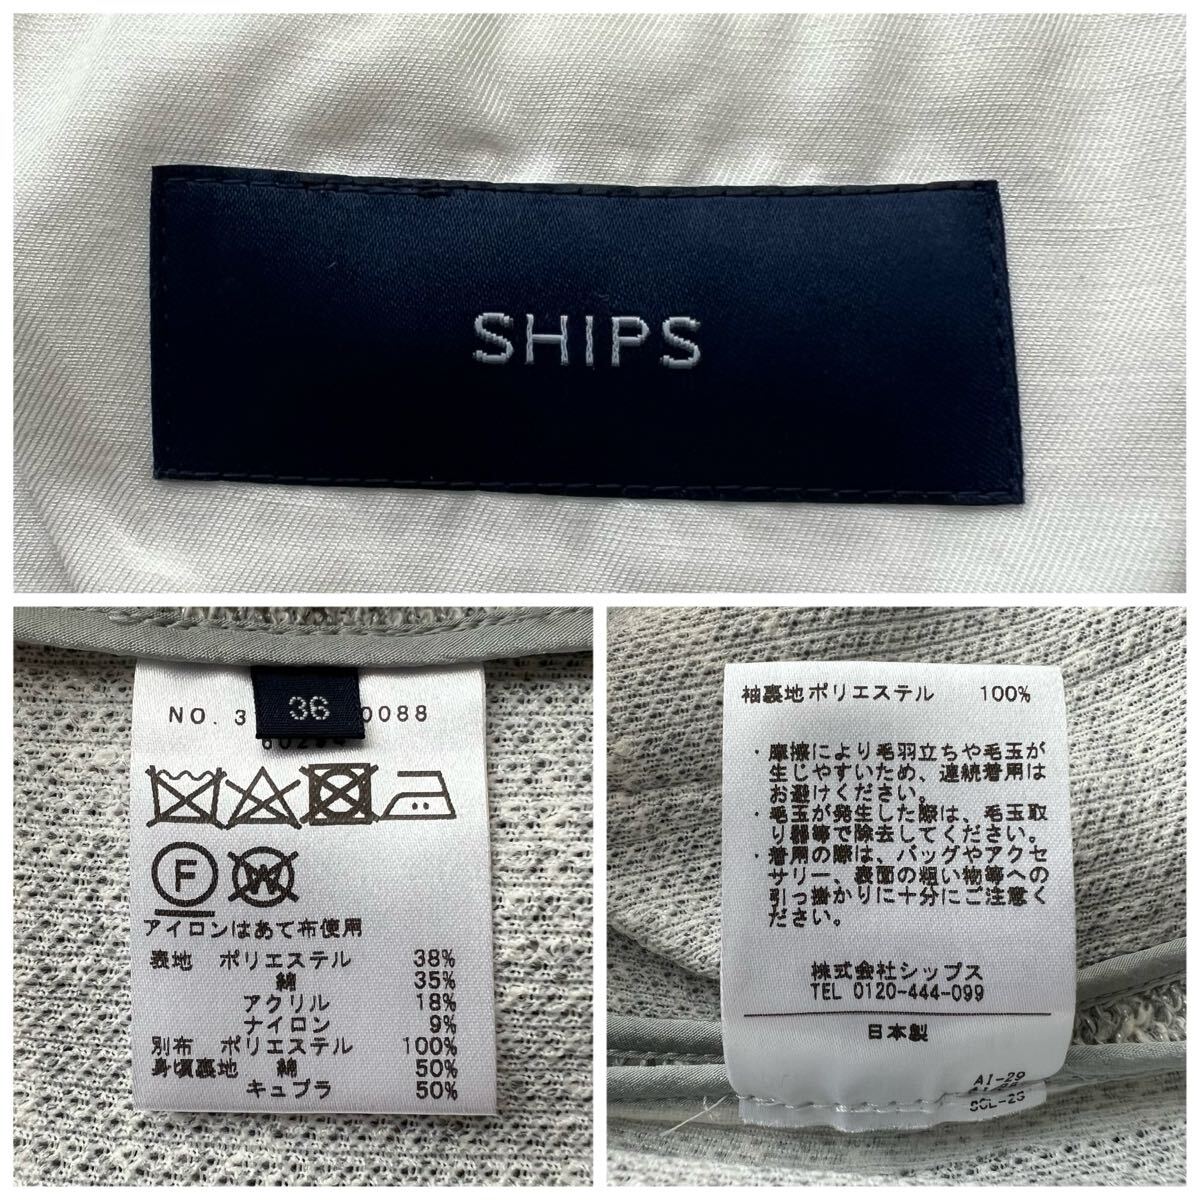 SHIPS
36
NO. 3 0088
F
W
アイロンはあて布使用
表地 ポリエステル 38%
綿 35%
アクリル 18%
ナイロン 9%
別布 ポリエステル 100%
身頃裏地 綿 50%
キュプラ 50%
袖裏地ポリエステル 100%
・摩擦により毛羽立ちや毛玉が
生じやすいため、連続着用は
お避けください。
・毛玉が発生した際は、毛玉取
り器等で除去してください。
・着用の際は、バッグやアクセ
サリー、表面の粗い物等への
引っ掛かりに十分にご注意く
ださい。
株式会社シップス
TEL 0120-444-099
日本製
AI-29